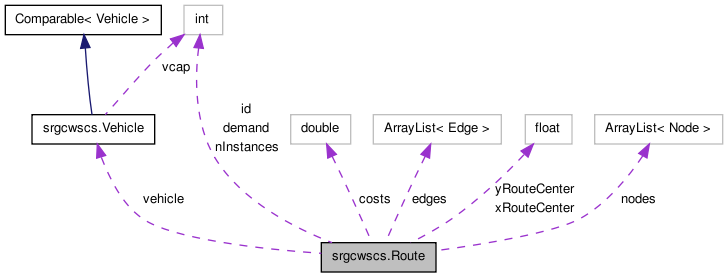 Comparable< Vehicle >
int
vcap
srgcwscs.Vehicle
id
demand
nInstances
double
ArrayList< Edge >
float
ArrayList< Node >
vehicle
costs
edges
yRouteCenter
xRouteCenter
nodes
srgcwscs.Route